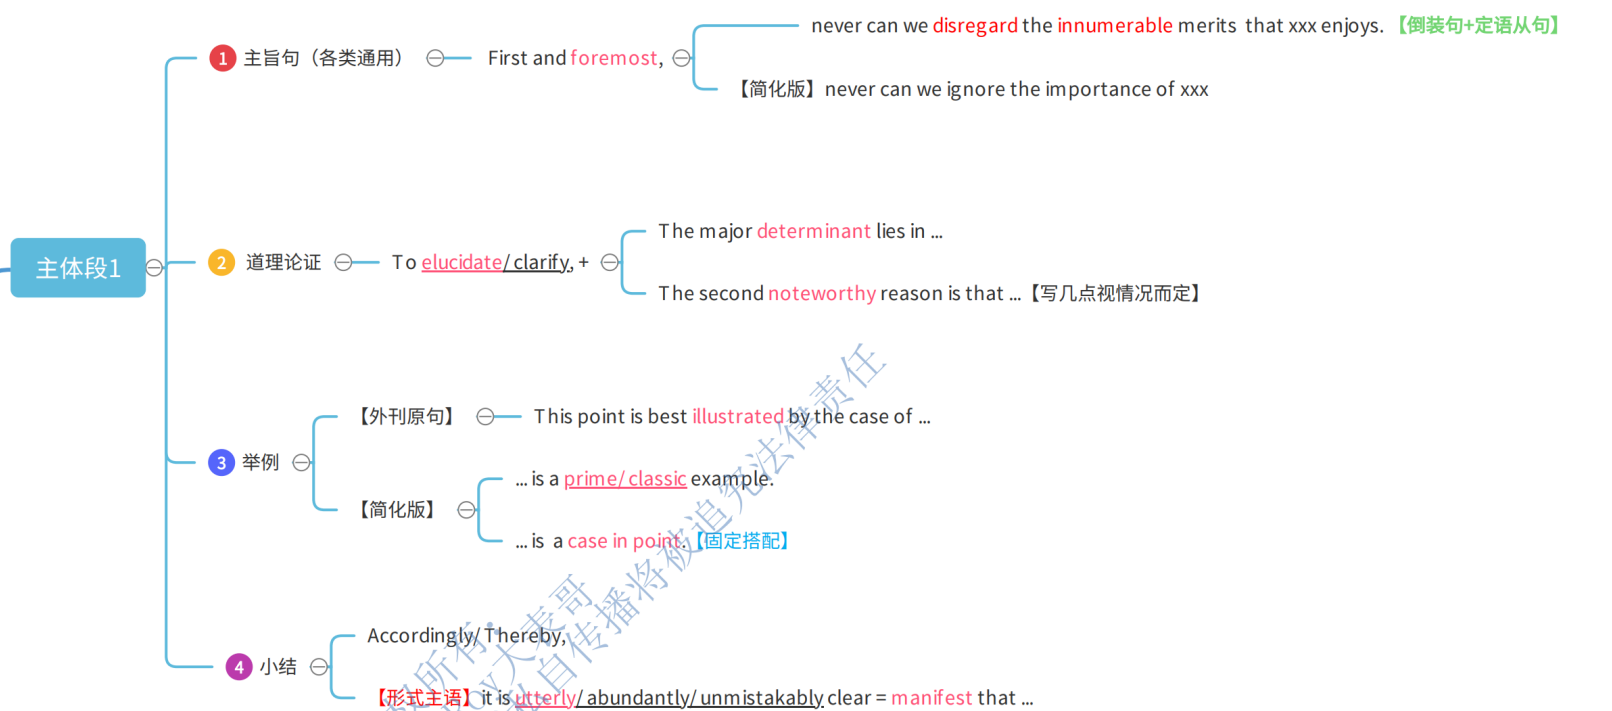 never can we disregard the innumerable merits that xxx enjoys. 【倒装句+定语从句】
1 主旨句（各类通用） First and foremost,
【简化版】never can we ignore the importance of xxx
The major determinant lies in ...
主体段1
2 道理论证 To elucidate/ clarify, +
The second noteworthy reason is that ...【写几点视情况而定】
【外刊原句】 This point is best illustrated by the case of ...
3 举例
... is a prime/ classic example.
【简化版】
... is a case in point.【固定搭配】
Accordingly/ Thereby,
4 小结
【形式主语】it is utterly/ abundantly/ unmistakably clear = manifest that ...
所有：
大表哥
私自传播将被追究法律责任